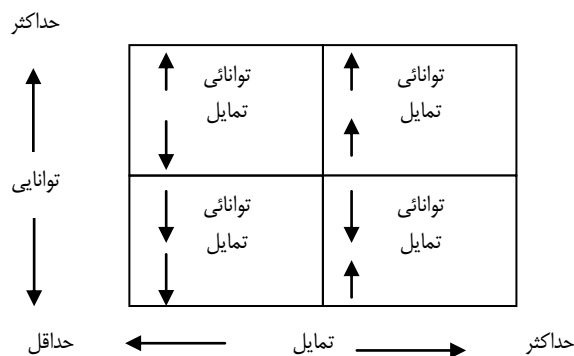 حداکثر
توانائی
تمایل
توانائی
تمایل
توانایی
توانائی
تمایل
توانائی
تمایل
حداکثر
تمایل
حداقل